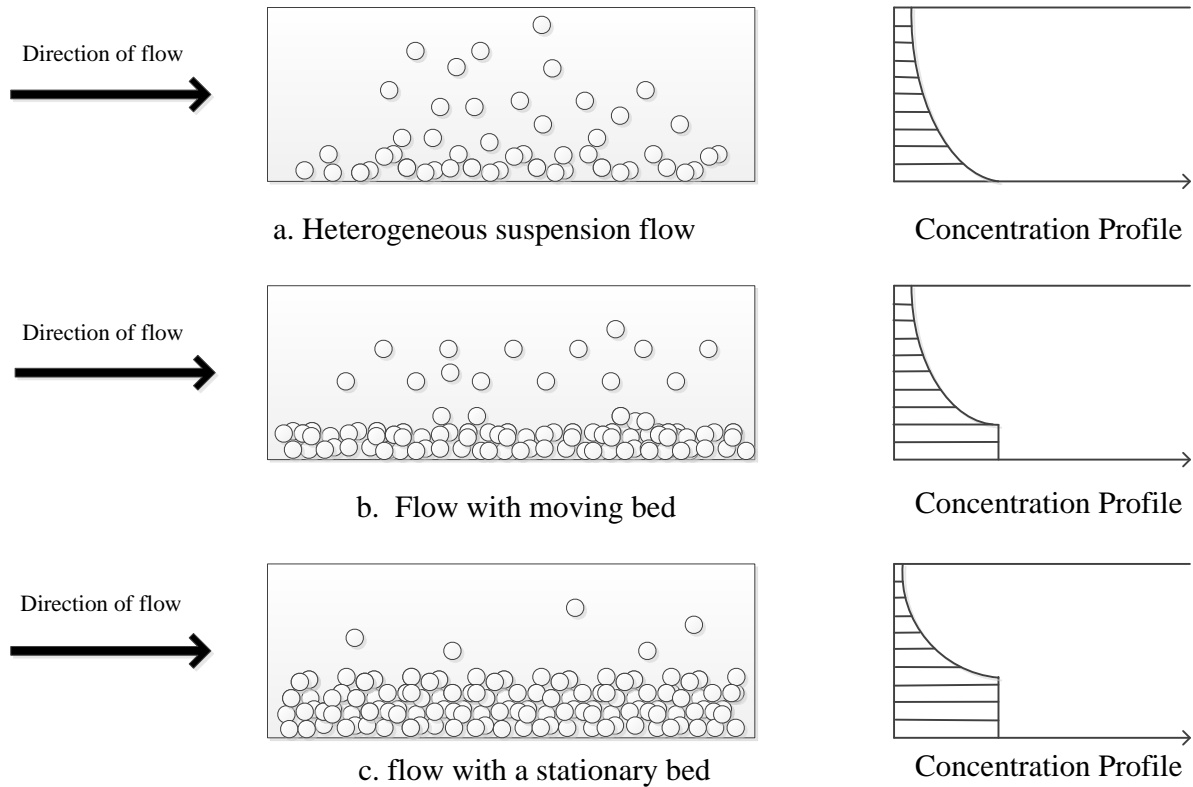 Direction of flow
a. Heterogeneous suspension flow
Concentration Profile
Direction of flow
b.  Flow with moving bed
Concentration Profile
Direction of flow
c. flow with a stationary bed
Concentration Profile